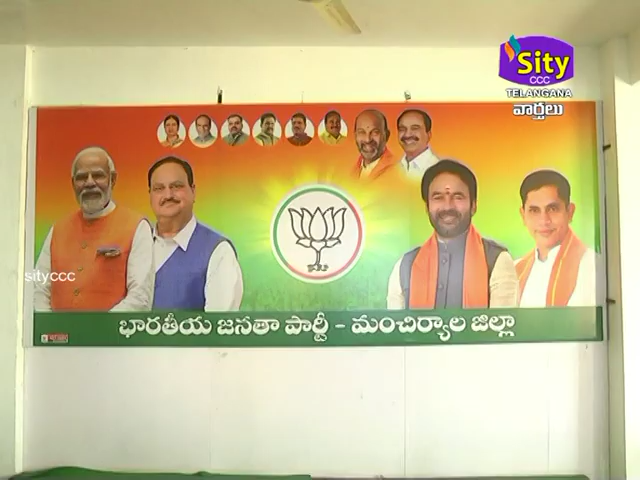 Sity
CCC
TELANGANA
వార్తలు
sityccc
భారతీయ జనతా పార్టీ - మంచిర్యాల జిల్లా